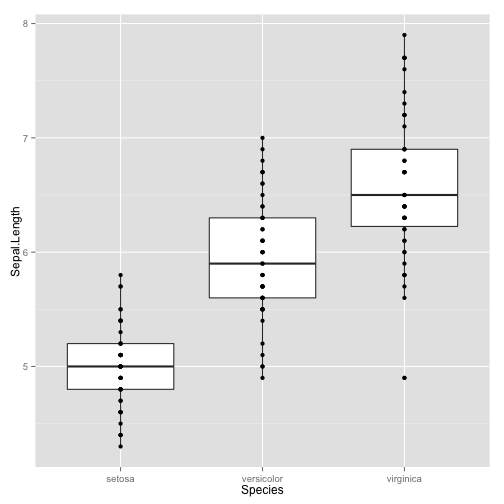 8
7
6
5
Sepal.Length
setosa
versicolor
virginica
Species